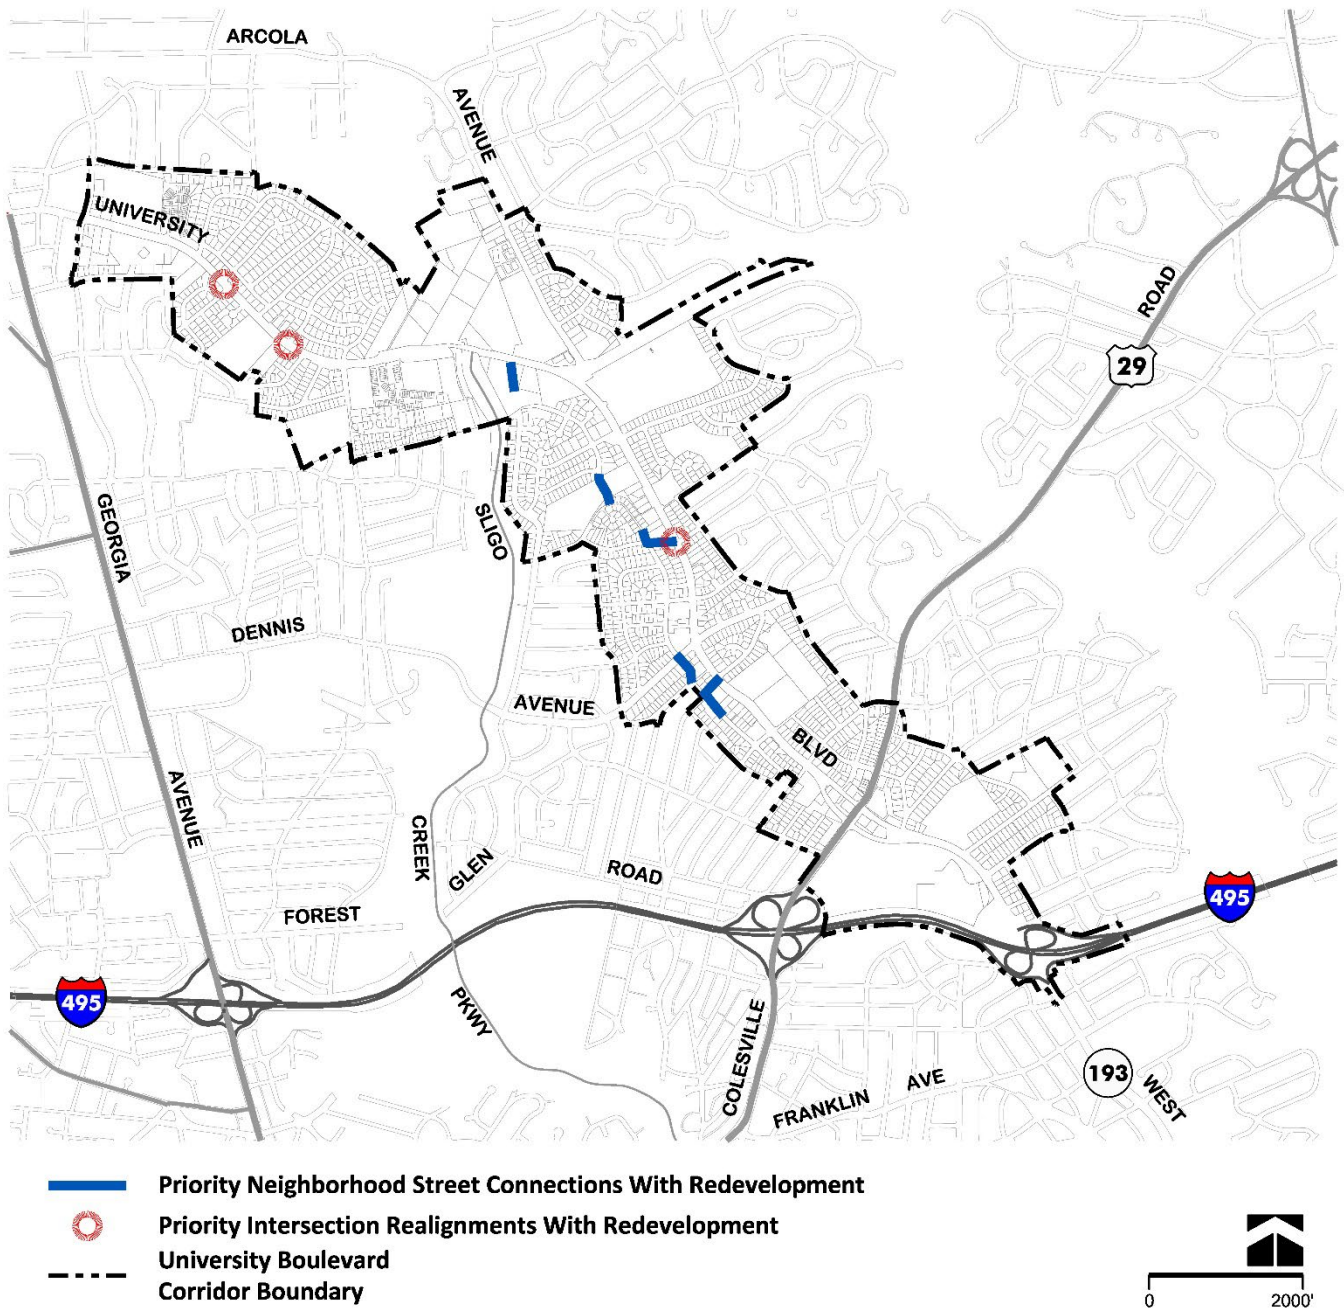 ARCOLA
AVENUE
UNIVERSITY
ROAD
29
GEORGIA
SLIGO
DENNIS
AVENUE
BLVD
AVENUE
CREEK
GLEN
ROAD
FOREST
495
495
PKWY
COLESVILLE
FRANKLIN
AVE
193
WEST
Priority Neighborhood Street Connections With Redevelopment
Priority Intersection Realignments With Redevelopment
University Boulevard
Corridor Boundary
0 2000'